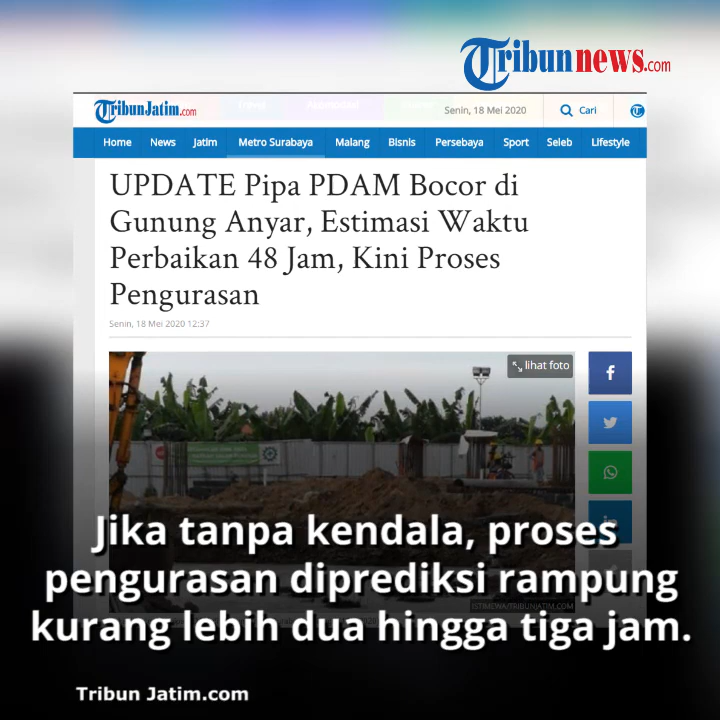 Tribunnews.com
TribunJatim.com
Senin, 18 Mei 2020
Cari
Home News Jatim Metro Surabaya Malang Bisnis Persebaya Sport Seleb Lifestyle
UPDATE Pipa PDAM Bocor di
Gunung Anyar, Estimasi Waktu
Perbaikan 48 Jam, Kini Proses
Pengurasan
Senin, 18 Mei 2020 12:37
lihat foto
Jika tanpa kendala, proses
pengurasan diprediksi rampung
ISTIMEWA/TRIBUNJATIM.COM
kurang lebih dua hingga tiga jam.
Tribun Jatim.com